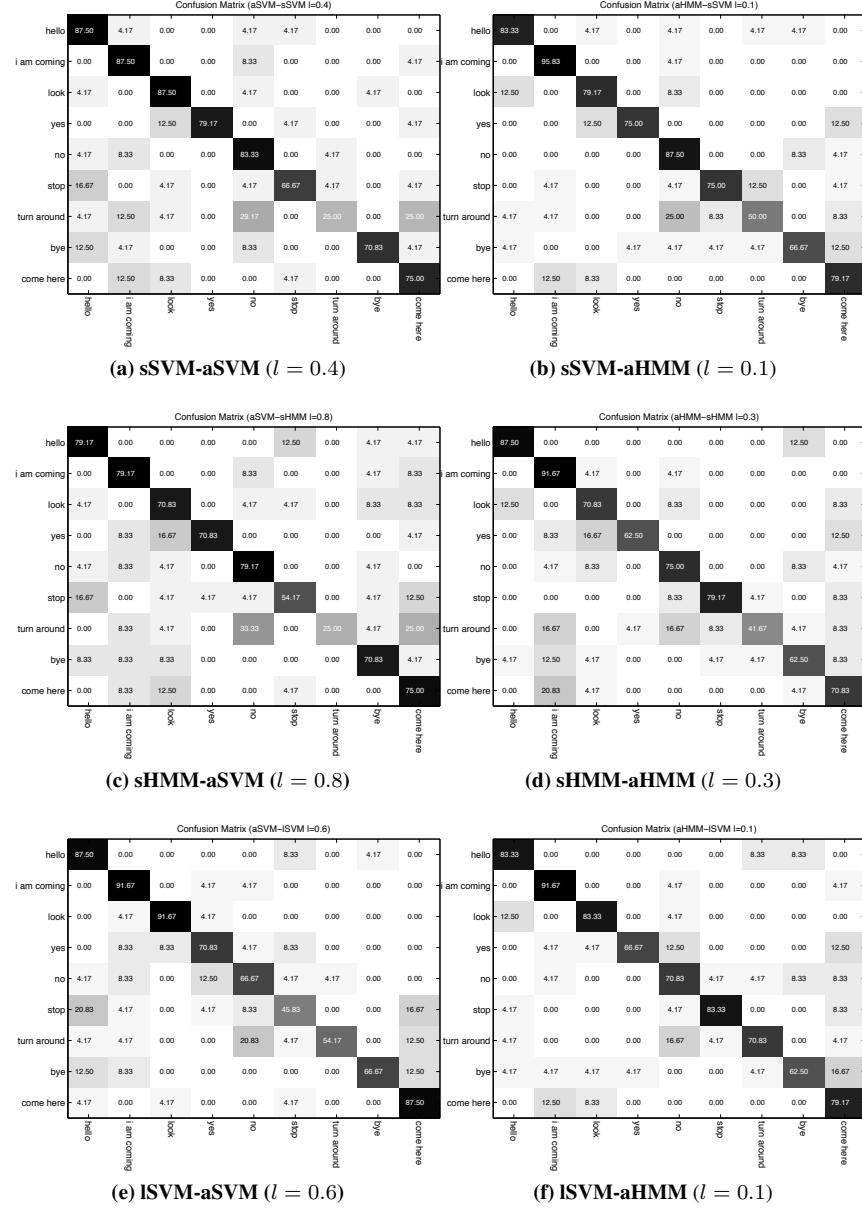 Confusion Matrix (aSVM−sSVM l=0.4)
hello 87.50 4.17 0.00 0.00 4.17 4.17 0.00 0.00 0.00
i am coming 0.00 87.50 0.00 0.00 8.33 0.00 0.00 0.00 4.17
look 4.17 0.00 87.50 0.00 4.17 0.00 0.00 4.17 0.00
yes 0.00 0.00 12.50 79.17 0.00 4.17 0.00 0.00 4.17
no 4.17 8.33 0.00 0.00 83.33 0.00 4.17 0.00 0.00
stop 16.67 0.00 4.17 0.00 4.17 66.67 4.17 0.00 4.17
turn around 4.17 12.50 4.17 0.00 29.17 0.00 25.00 0.00 25.00
bye 12.50 4.17 0.00 0.00 8.33 0.00 0.00 70.83 4.17
come here 0.00 12.50 8.33 0.00 0.00 4.17 0.00 0.00 75.00
hello i am coming look yes no stop turn around bye come here
(a) sSVM-aSVM (l = 0.4)
Confusion Matrix (aHMM−sSVM l=0.1)
hello 83.33 0.00 4.17 0.00 4.17 4.17 4.17 0.00
i am coming 0.00 95.83 0.00 0.00 4.17 0.00 0.00 0.00 0.00
look 12.50 0.00 79.17 0.00 8.33 0.00 0.00 0.00 0.00
yes 0.00 0.00 12.50 75.00 0.00 0.00 0.00 0.00 12.50
no 0.00 0.00 0.00 0.00 87.50 0.00 0.00 8.33 4.17
stop 0.00 4.17 0.00 0.00 4.17 75.00 12.50 0.00 4.17
turn around 4.17 4.17 0.00 0.00 25.00 8.33 50.00 0.00 8.33
bye 4.17 0.00 0.00 4.17 4.17 4.17 4.17 66.67 12.50
come here 0.00 12.50 8.33 0.00 0.00 0.00 0.00 0.00 79.17
hello i am coming look yes no stop turn around bye come here
(b) sSVM-aHMM (l = 0.1)
Confusion Matrix (aSVM−sHMM l=0.8)
hello 79.17 0.00 0.00 0.00 0.00 12.50 0.00 4.17 4.17
i am coming 0.00 79.17 0.00 0.00 8.33 0.00 0.00 4.17 8.33
look 4.17 0.00 70.83 0.00 4.17 4.17 0.00 8.33 8.33
yes 0.00 8.33 16.67 70.83 0.00 0.00 0.00 0.00 4.17
no 4.17 8.33 4.17 0.00 79.17 0.00 0.00 4.17 0.00
stop 16.67 0.00 4.17 4.17 4.17 54.17 0.00 4.17 12.50
turn around 0.00 8.33 4.17 0.00 33.33 0.00 25.00 4.17 25.00
bye 8.33 8.33 8.33 0.00 0.00 0.00 0.00 70.83 4.17
come here 0.00 8.33 12.50 0.00 0.00 4.17 0.00 0.00 75.00
hello i am coming look yes no stop turn around bye come here
(c) sHMM-aSVM (l = 0.8)
Confusion Matrix (aHMM−sHMM l=0.3)
hello 87.50 0.00 0.00 0.00 0.00 0.00 0.00 12.50 0.00
i am coming 0.00 91.67 4.17 0.00 4.17 0.00 0.00 0.00 0.00
look 12.50 0.00 70.83 0.00 8.33 0.00 0.00 0.00 8.33
yes 0.00 8.33 16.67 62.50 0.00 0.00 0.00 0.00 12.50
no 0.00 4.17 8.33 0.00 75.00 0.00 0.00 8.33 4.17
stop 0.00 0.00 0.00 0.00 8.33 79.17 4.17 0.00 8.33
turn around 0.00 16.67 0.00 4.17 16.67 8.33 41.67 4.17 8.33
bye 4.17 12.50 4.17 0.00 0.00 4.17 4.17 62.50 8.33
come here 0.00 20.83 4.17 0.00 0.00 0.00 0.00 4.17 70.83
hello i am coming look yes no stop turn around bye come here
(d) sHMM-aHMM (l = 0.3)
Confusion Matrix (aSVM−lSVM l=0.6)
hello 87.50 0.00 0.00 0.00 0.00 8.33 0.00 4.17 0.00
i am coming 0.00 91.67 0.00 4.17 4.17 0.00 0.00 0.00 0.00
look 0.00 4.17 91.67 4.17 0.00 0.00 0.00 0.00 0.00
yes 0.00 8.33 8.33 70.83 4.17 8.33 0.00 0.00 0.00
no 4.17 8.33 0.00 12.50 66.67 4.17 4.17 0.00 0.00
stop 20.83 4.17 0.00 4.17 8.33 45.83 0.00 0.00 16.67
turn around 4.17 4.17 0.00 0.00 20.83 4.17 54.17 0.00 12.50
bye 12.50 8.33 0.00 0.00 0.00 0.00 0.00 66.67 12.50
come here 4.17 0.00 4.17 0.00 0.00 4.17 0.00 0.00 87.50
hello i am coming look yes no stop turn around bye come here
(e) lSVM-aSVM (l = 0.6)
Confusion Matrix (aHMM−lSVM l=0.1)
hello 83.33 0.00 0.00 0.00 0.00 0.00 8.33 8.33 0.00
i am coming 0.00 91.67 0.00 0.00 4.17 0.00 0.00 0.00 4.17
look 12.50 0.00 83.33 0.00 4.17 0.00 0.00 0.00 0.00
yes 0.00 4.17 4.17 66.67 12.50 0.00 0.00 0.00 12.50
no 0.00 4.17 0.00 0.00 70.83 4.17 4.17 8.33 8.33
stop 4.17 0.00 0.00 0.00 4.17 83.33 0.00 0.00 8.33
turn around 4.17 0.00 0.00 0.00 16.67 4.17 70.83 0.00 4.17
bye 4.17 4.17 4.17 4.17 0.00 0.00 4.17 62.50 16.67
come here 0.00 12.50 8.33 0.00 0.00 0.00 0.00 0.00 79.17
hello i am coming look yes no stop turn around bye come here
(f) lSVM-aHMM (l = 0.1)